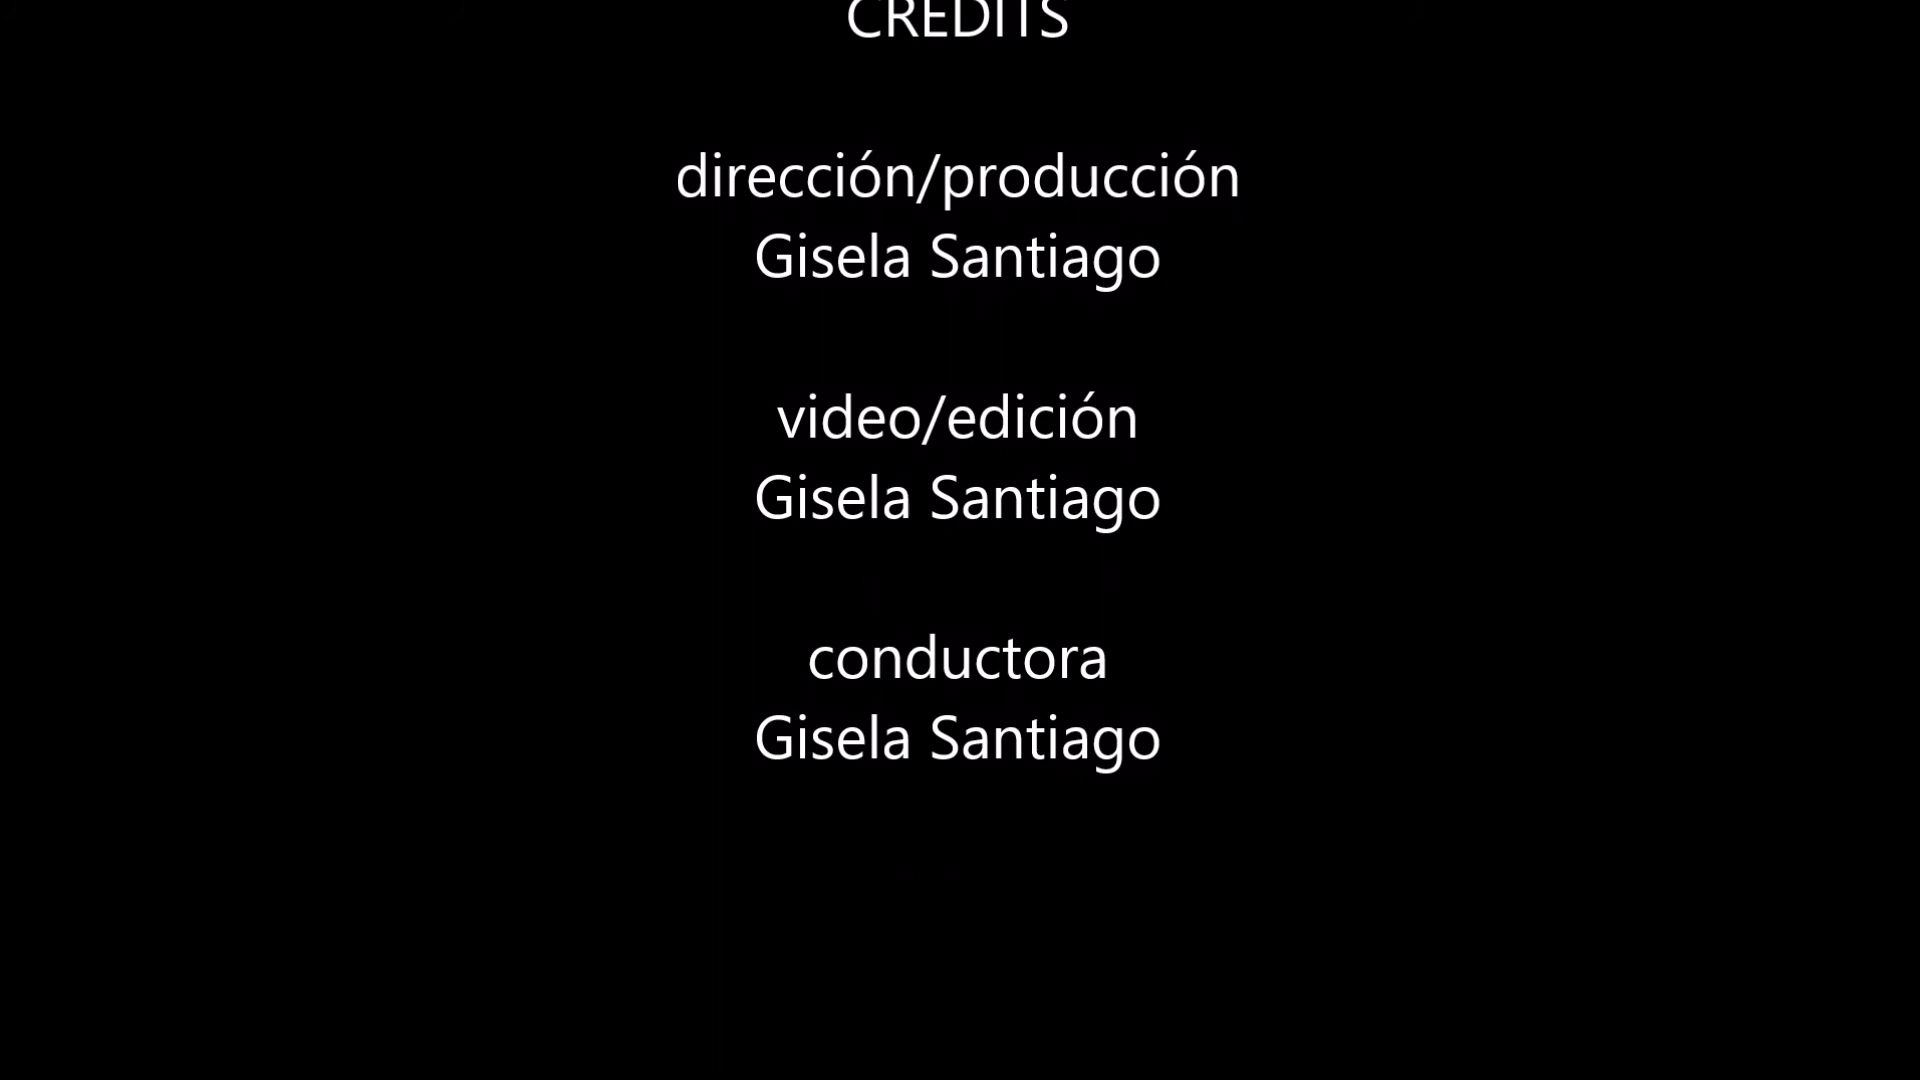 CREDITS
dirección/producción
Gisela Santiago
video/edición
Gisela Santiago
conductora
Gisela Santiago